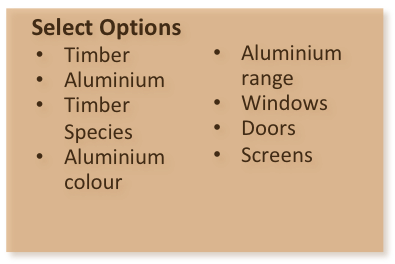 Select Options
• Timber
• Aluminium
• Timber
Species
• Aluminium
colour
• Aluminium
range
• Windows
• Doors
• Screens